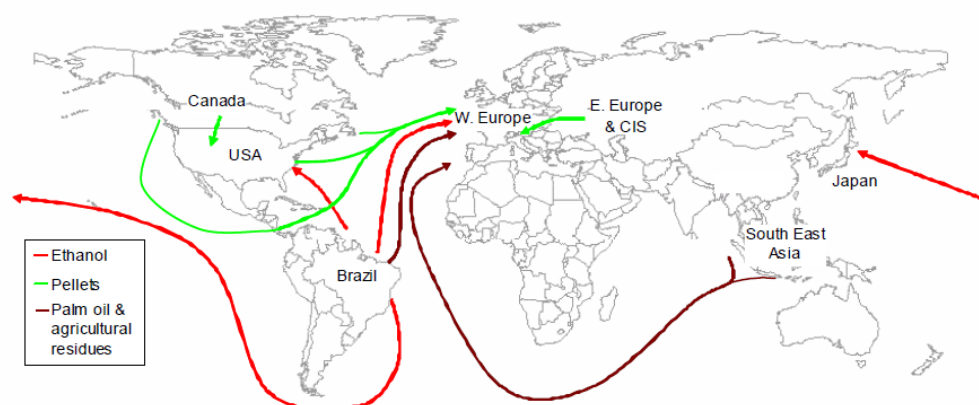 Canada
USA
W. Europe
E. Europe
& CIS
Japan
South East
Asia
Brazil
Ethanol
Pellets
Palm oil &
agricultural
residues